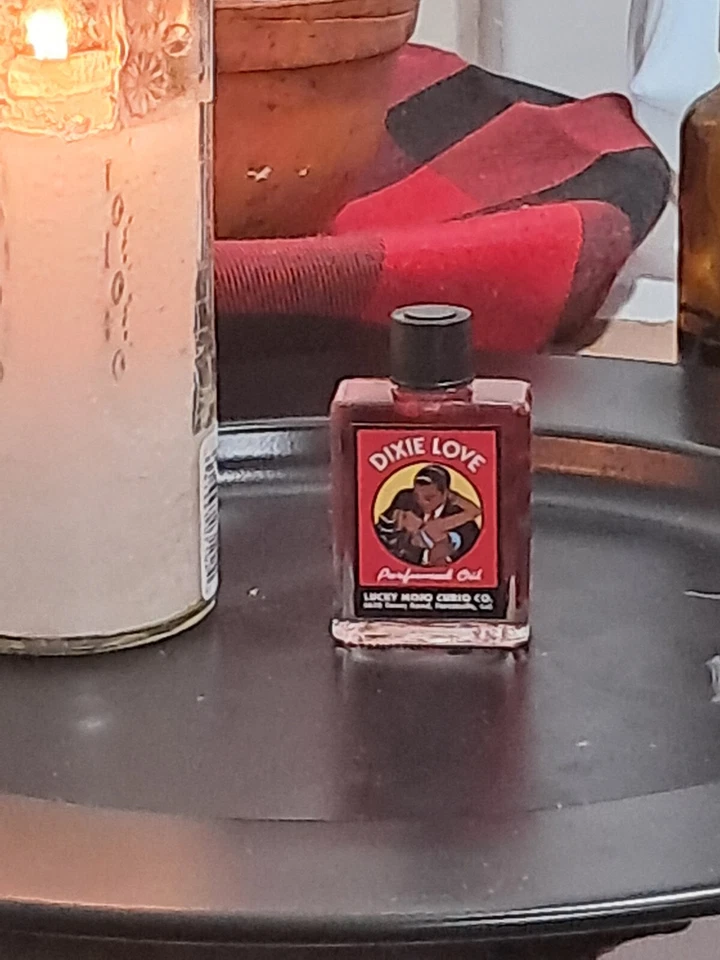 DIXIE LOVE
Perfumed Oil
LUCKY MOJO CURIO CO.